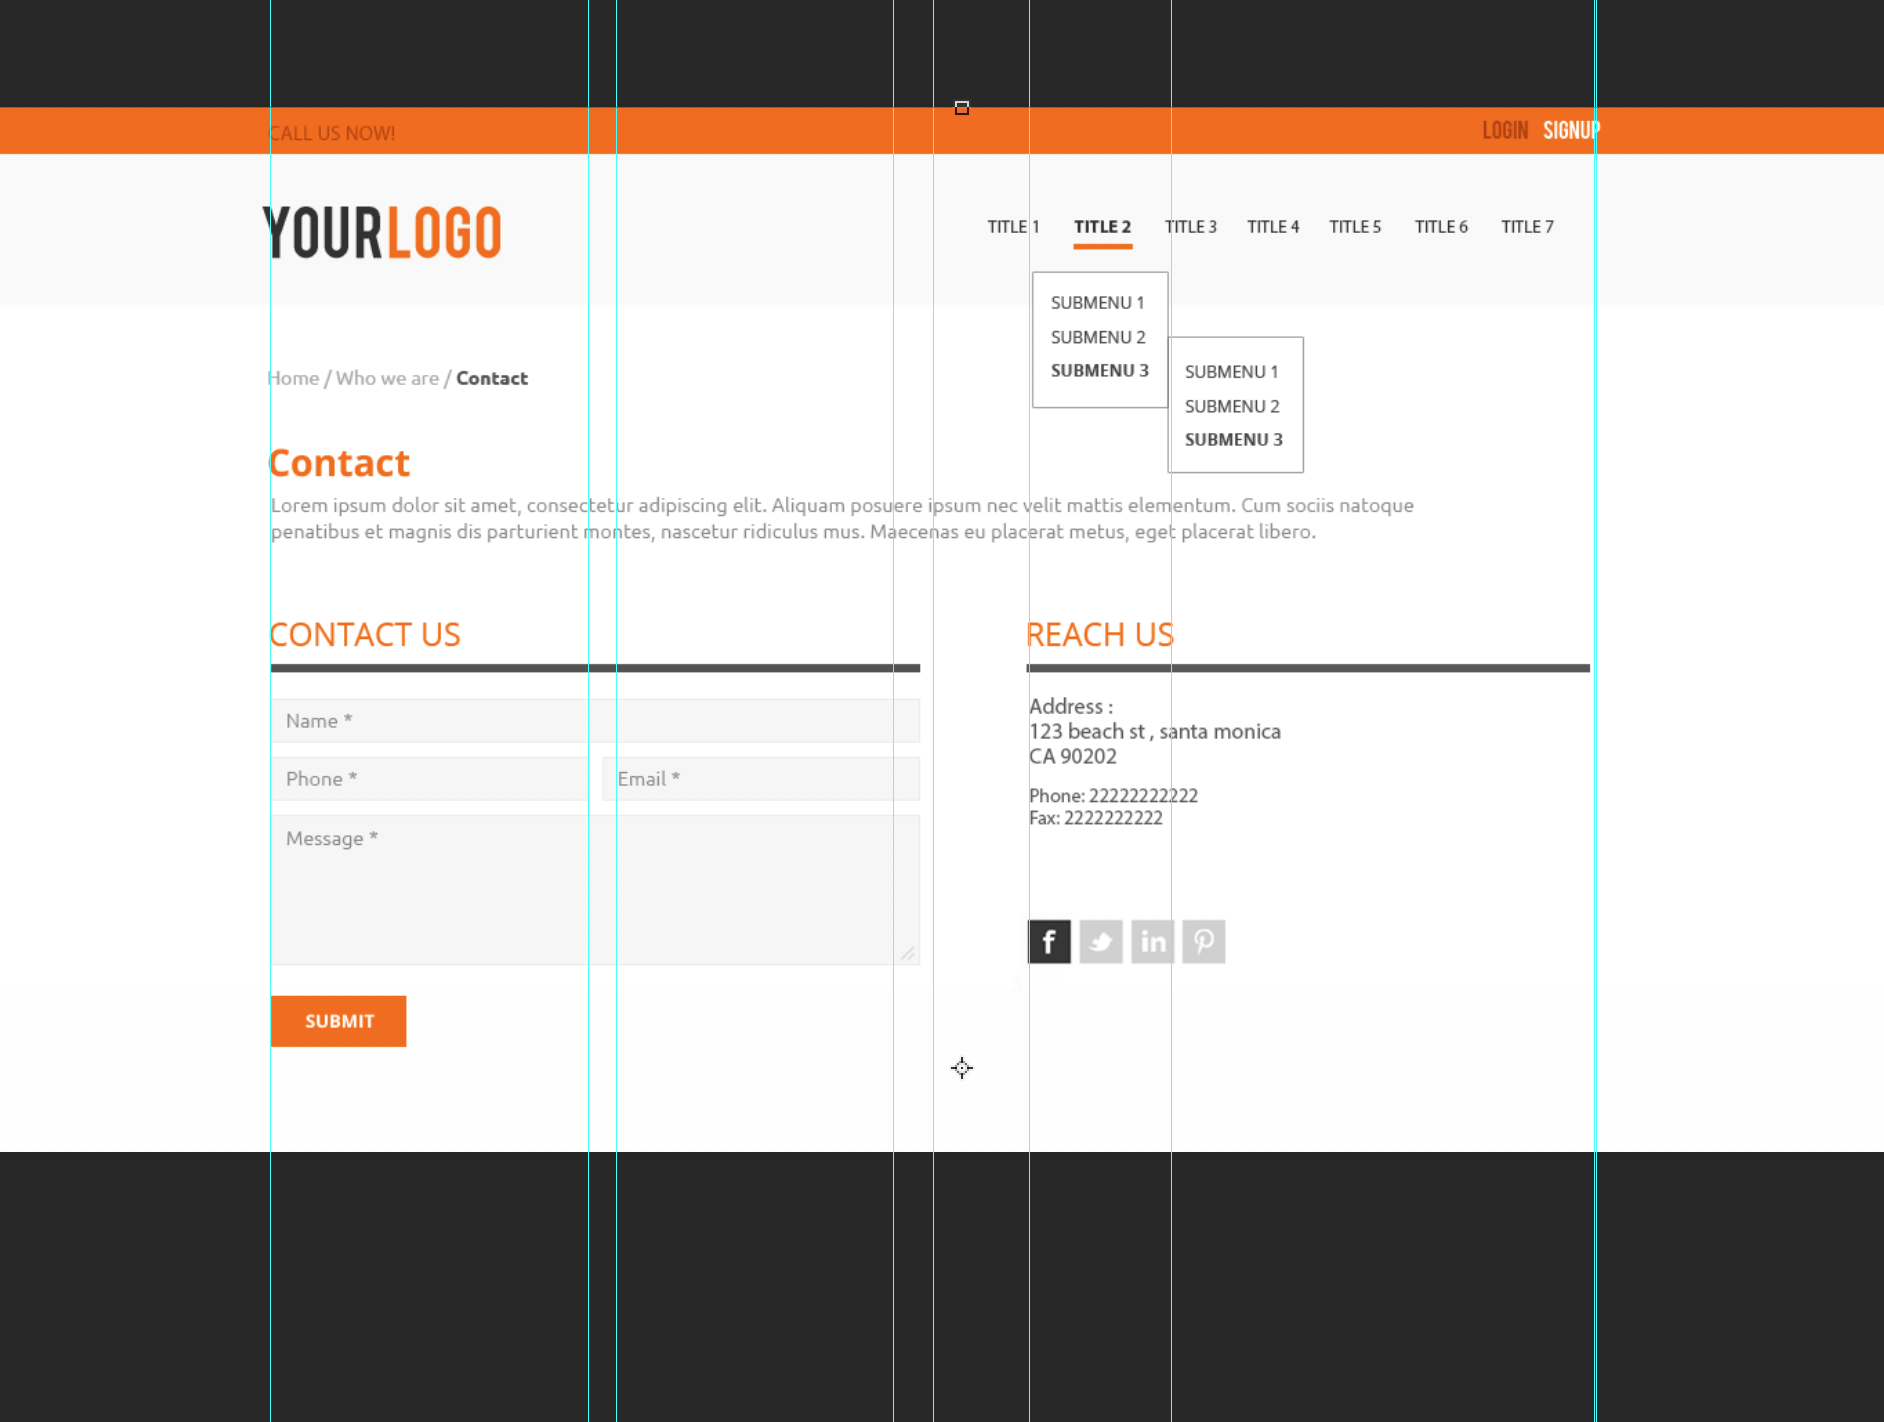 CALL US NOW!
LOGIN SIGNUP
YOURLOGO
TITLE 1 TITLE 2 TITLE 3 TITLE 4 TITLE 5 TITLE 6 TITLE 7
SUBMENU 1
SUBMENU 2
SUBMENU 3
SUBMENU 1
SUBMENU 2
SUBMENU 3
Home / Who we are / Contact
Contact
Lorem ipsum dolor sit amet, consectetur adipiscing elit. Aliquam posuere ipsum nec velit mattis elementum. Cum sociis natoque
penatibus et magnis dis parturient montes, nascetur ridiculus mus. Maecenas eu placerat metus, eget placerat libero.
CONTACT US
Name *
Phone * Email *
Message *
SUBMIT
REACH US
Address :
123 beach st , santa monica
CA 90202
Phone: 22222222222
Fax: 2222222222
f in